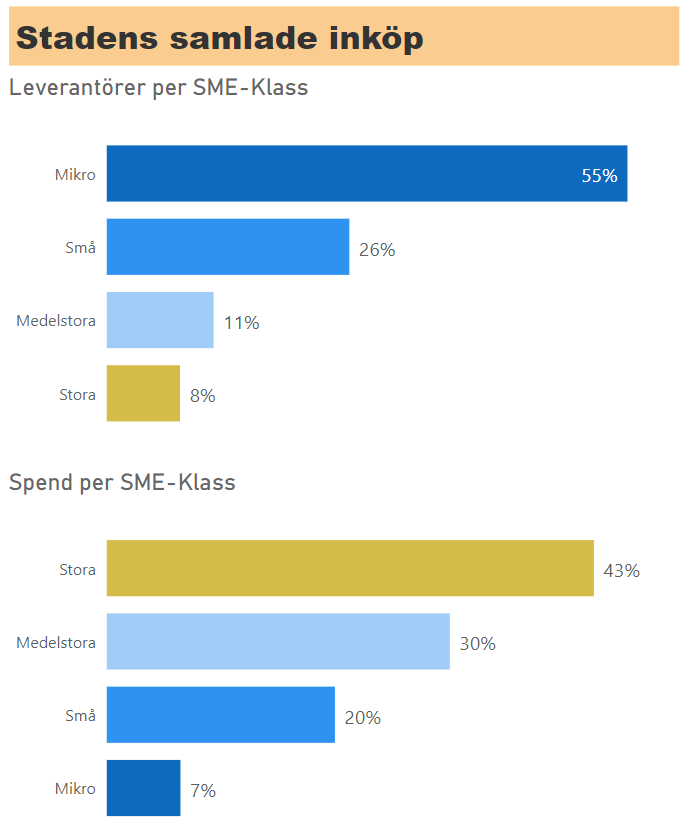 Stadens samlade inköp
Leverantörer per SME-Klass
Mikro 55%
Små 26%
Medelstora 11%
Stora 8%
Spend per SME-Klass
Stora 43%
Medelstora 30%
Små 20%
Mikro 7%